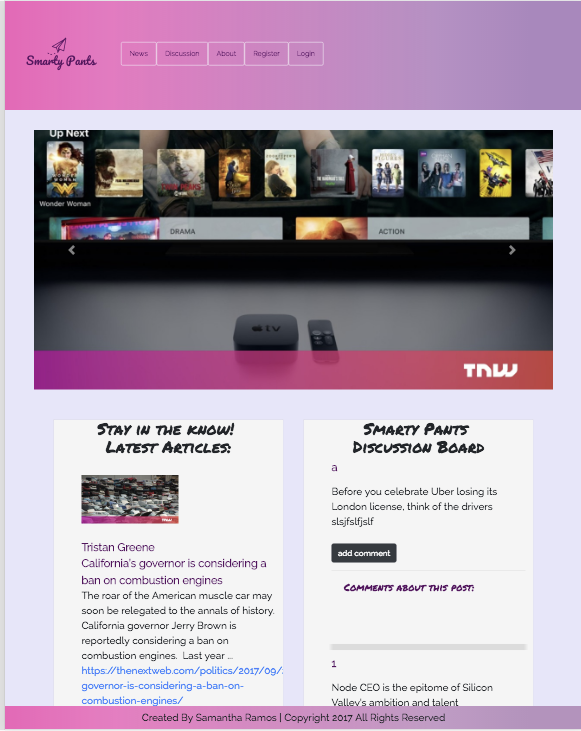 Smarty Pants
News Discussion About Register Login
Up Next
WONDER WOMAN
Wonder Woman
DRAMA
ACTION
tv
TNW
Stay in the know!
Latest Articles:
TNW
Tristan Greene
California's governor is considering a
ban on combustion engines
The roar of the American muscle car may
soon be relegated to the annals of history.
California governor Jerry Brown is
reportedly considering a ban on
combustion engines. Last year ...
https://thenextweb.com/politics/2017/09/
governor-is-considering-a-ban-on-
combustion-engines/
Smarty Pants
Discussion Board
a
Before you celebrate Uber losing its
London license, think of the drivers
slsjfslfjslf
add comment
Comments about this post:
1
Node CEO is the epitome of Silicon
Valley's ambition and talent
Created By Samantha Ramos | Copyright 2017 All Rights Reserved